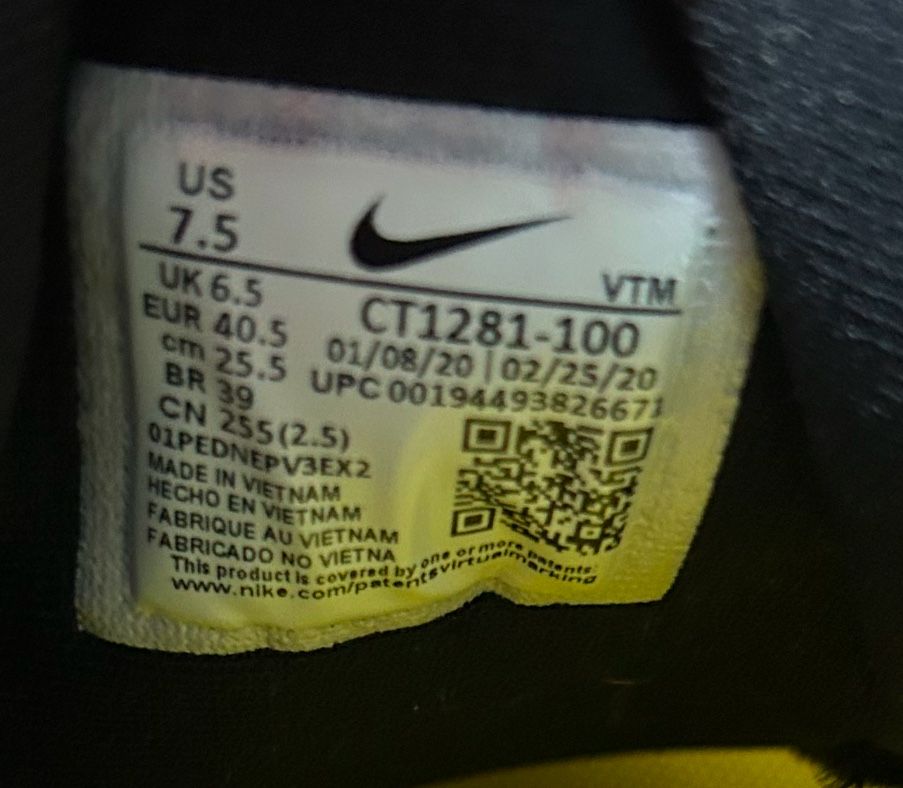 US
7.5
VTM
UK 6.5
EUR 40.5
cm 25.5
BR 39
CN 255(2.5)
CT1281-100
01/08/20 | 02/25/20
UPC 00194493826671
01PEDNEPV3EX2
MADE IN VIETNAM
HECHO EN VIETNAM
FABRIQUE AU VIETNAM
FABRICADO NO VIETNA
This product is covered by one or more patents
www.nike.com/patentsvirtualmarking